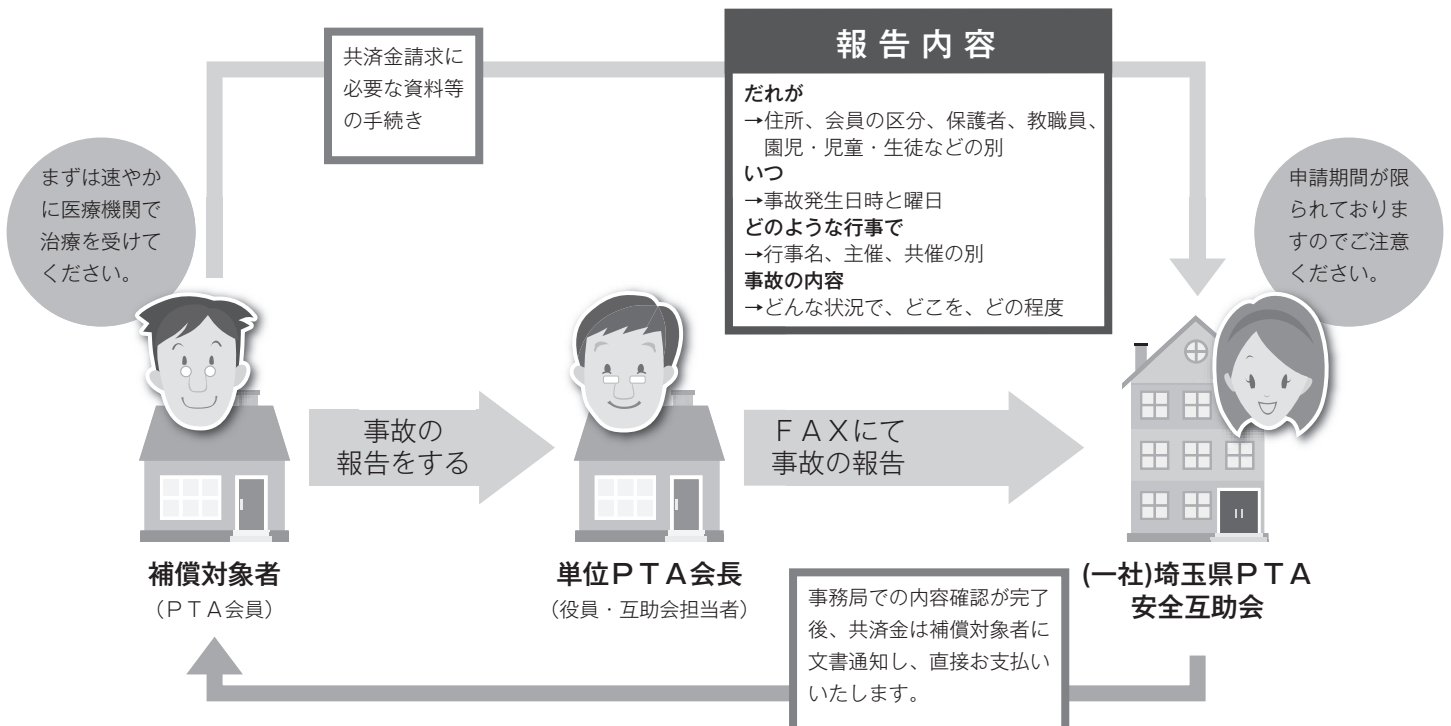 共済金請求に
必要な資料等
の手続き
報告内容
だれが
→住所、会員の区分、保護者、教職員、
園児・児童・生徒などの別
いつ
→事故発生日時と曜日
どのような行事で
→行事名、主催、共催の別
事故の内容
→どんな状況で、どこを、どの程度
まずは速やか
に医療機関で
治療を受けて
ください。
申請期間が限
られておりま
すのでご注意
ください。
事故の
報告をする
ＦＡＸにて
事故の報告
補償対象者
（ＰＴＡ会員）
単位ＰＴＡ会長
（役員・互助会担当者）
(一社)埼玉県ＰＴＡ
安全互助会
事務局での内容確認が完了
後、共済金は補償対象者に
文書通知し、直接お支払い
いたします。